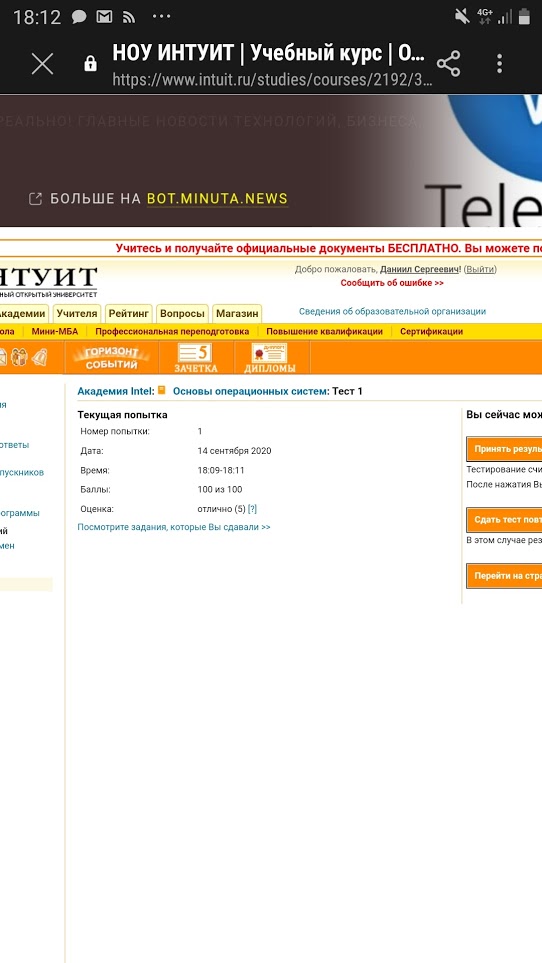 18:12
4G+
НОУ ИНТУИТ | Учебный курс | О...
https://www.intuit.ru/studies/courses/2192/3...
РЕАЛЬНО! ГЛАВНЫЕ НОВОСТИ ТЕХНОЛОГИЙ, БИЗНЕСА,
БОЛЬШЕ НА BOT.MINUTA.NEWS
Tele
Учитесь и получайте официальные документы БЕСПЛАТНО. Вы можете по
НТУИТ
НЫЙ ОТКРЫТЫЙ УНИВЕРСИТЕТ
Добро пожаловать, Даниил Сергеевич! (Выйти)
Сообщить об ошибке >>
Академии Учителя Рейтинг Вопросы Магазин
Сведения об образовательной организации
ола Мини-МБА Профессиональная переподготовка Повышение квалификации Сертификации
ГОРИЗОНТ СОБЫТИЙ
5
ЗАЧЕТКА
ДИПЛОМ
ДИПЛОМЫ
Академия Intel: Основы операционных систем: Тест 1
ия
ответы
пускников
ограммы
ий
мен
Текущая попытка
Номер попытки: 1
Дата: 14 сентября 2020
Время: 18:09-18:11
Баллы: 100 из 100
Оценка: отлично (5) [?]
Посмотрите задания, которые Вы сдавали >>
Вы сейчас мож
Принять резуль
Тестирование счи
После нажатия Вы
Сдать тест повт
В этом случае рез
Перейти на стра